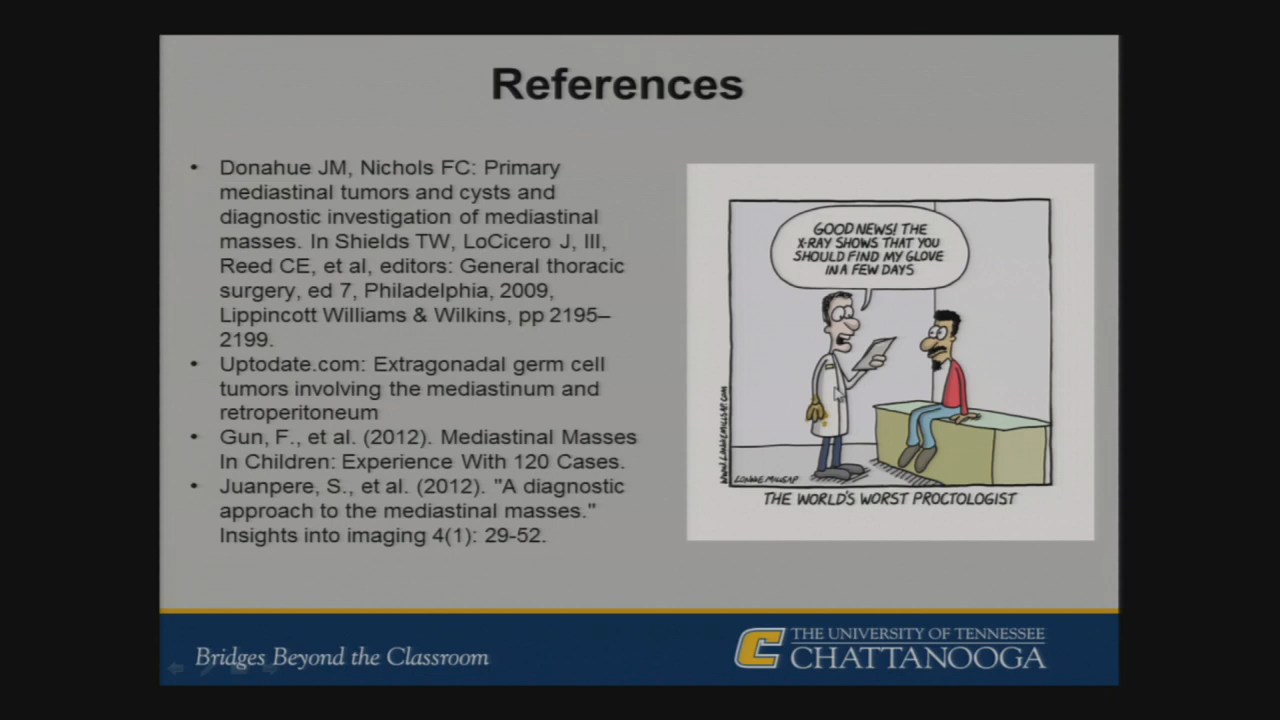 References
• Donahue JM, Nichols FC: Primary
mediastinal tumors and cysts and
diagnostic investigation of mediastinal
masses. In Shields TW, LoCicero J, III,
Reed CE, et al, editors: General thoracic
surgery, ed 7, Philadelphia, 2009,
Lippincott Williams & Wilkins, pp 2195–
2199.
• Uptodate.com: Extragonadal germ cell
tumors involving the mediastinum and
retroperitoneum
• Gun, F., et al. (2012). Mediastinal Masses
In Children: Experience With 120 Cases.
• Juanpere, S., et al. (2012). "A diagnostic
approach to the mediastinal masses."
Insights into imaging 4(1): 29-52.
GOOD NEWS! THE
X-RAY SHOWS THAT YOU
SHOULD FIND MY GLOVE
IN A FEW DAYS
www.LonnieMillsap.com
LONNIE MILLSAP
THE WORLD'S WORST PROCTOLOGIST
Bridges Beyond the Classroom
C
THE UNIVERSITY OF TENNESSEE
CHATTANOOGA